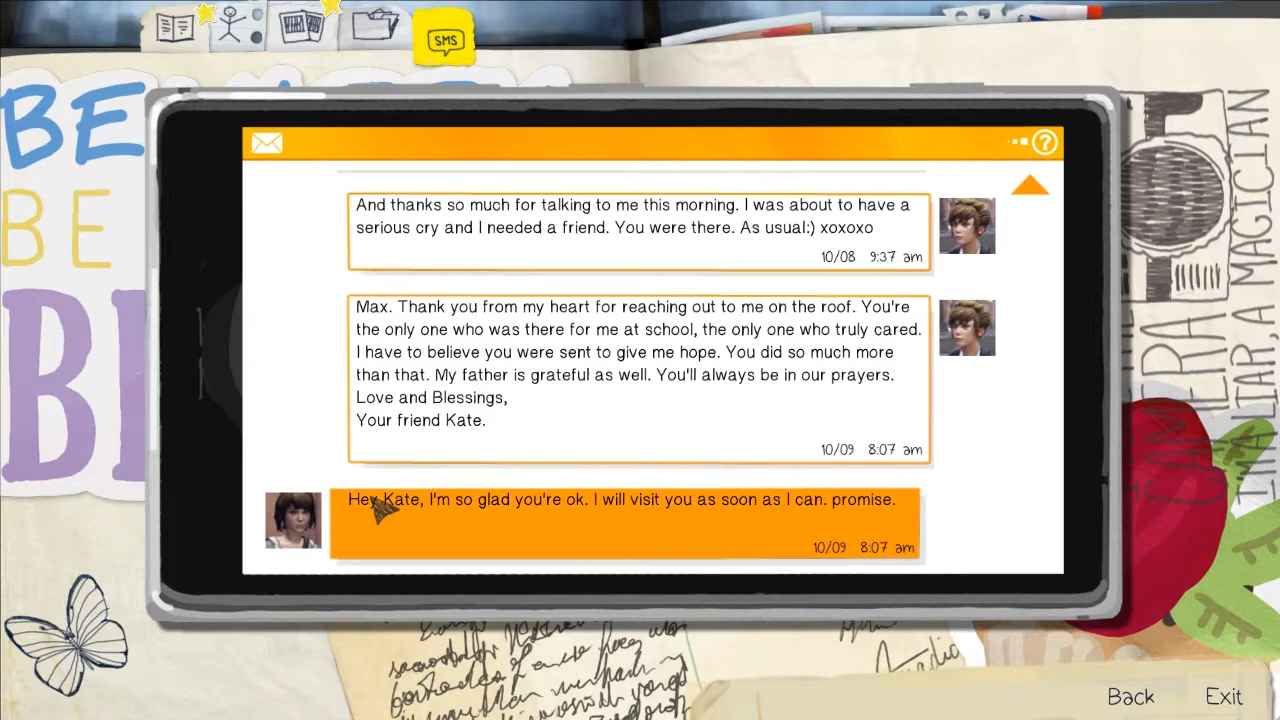 SMS
BE
BE
And thanks so much for talking to me this morning. I was about to have a
serious cry and I needed a friend. You were there. As usual:) xoxoxo
10/08 9:37 am
Max. Thank you from my heart for reaching out to me on the roof. You're
the only one who was there for me at school, the only one who truly cared.
I have to believe you were sent to give me hope. You did so much more
than that. My father is grateful as well. You'll always be in our prayers.
Love and Blessings,
Your friend Kate.
10/09 8:07 am
Hey Kate, I'm so glad you're ok. I will visit you as soon as I can. promise.
10/09 8:07 am
CAMERA
LIAR, A MAGICIAN
Back Exit